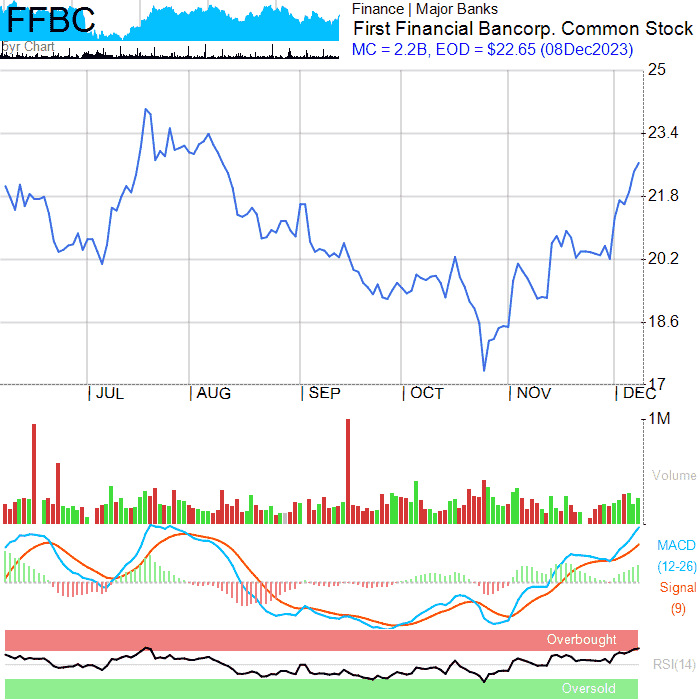 FFBC
5yr Chart
Finance | Major Banks
First Financial Bancorp. Common Stock
MC = 2.2B, EOD = $22.65 (08Dec2023)
25
23.4
21.8
20.2
18.6
17
JUL AUG SEP OCT NOV DEC
1M
Volume
MACD
(12-26)
Signal
(9)
Overbought
RSI(14)
Oversold